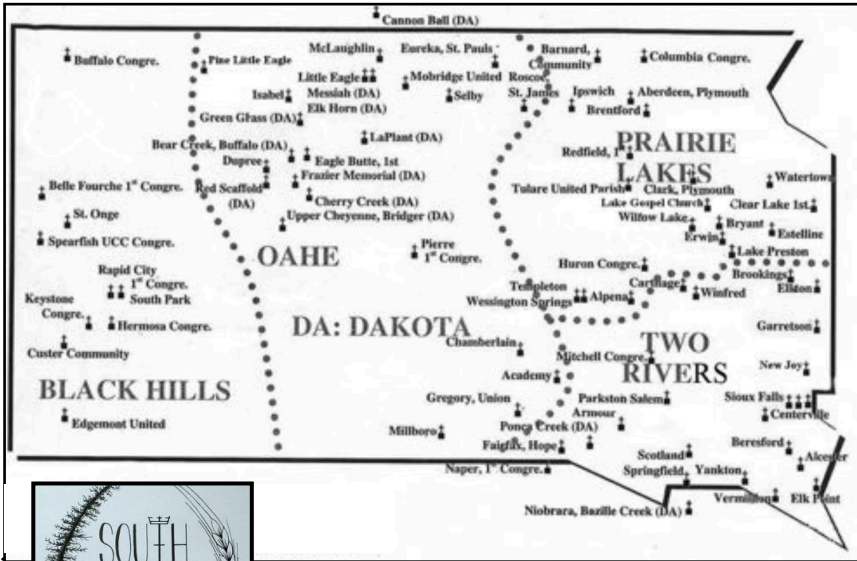 Cannon Ball (DA)
Buffalo Congre.
Pine Little Eagle
McLaughlin
Eureka, St. Pauls
Barnard,
Community
Columbia Congre.
Little Eagle
Messiah (DA)
Elk Horn (DA)
Mobridge United
Roscoe
St. James
Ipswich
Aberdeen, Plymouth
Isabel
Selby
Brentford
Green Grass (DA)
LaPlant (DA)
Bear Creek, Buffalo (DA)
Eagle Butte, 1st
Dupree
Frazier Memorial (DA)
Redfield, 1
PRAIRIE
LAKES
Watertown
Belle Fourche 1st Congre.
Red Scaffold
(DA)
Cherry Creek (DA)
Tulare United Parish
Clark, Plymouth
Lake Gospel Church
Clear Lake 1st.
St. Onge
Upper Cheyenne, Bridger (DA)
Willow Lake
Bryant
Estelline
Spearfish UCC Congre.
Erwin
Lake Preston
OAHE
Pierre
1st Congre.
Huron Congre.
Brookings
Rapid City
1st Congre.
South Park
Templeton
Wessington Springs
Alpena
Carthage
Winfred
Elkton
Keystone
Congre.
Hermosa Congre.
DA: DAKOTA
Garretson
Custer Community
Chamberlain
TWO
RIVERS
Mitchell Congre.
New Joy
Academy
BLACK HILLS
Gregory, Union
Parkston Salem
Sioux Falls
Edgemont United
Armour
Centerville
Millboro
Ponca Creek (DA)
Fairfax, Hope
Beresford
Scotland
Alcester
Naper, 1st Congre.
Springfield
Yankton
Vermillion
Elk Point
Niobrara, Bazille Creek (DA)
SOUTH